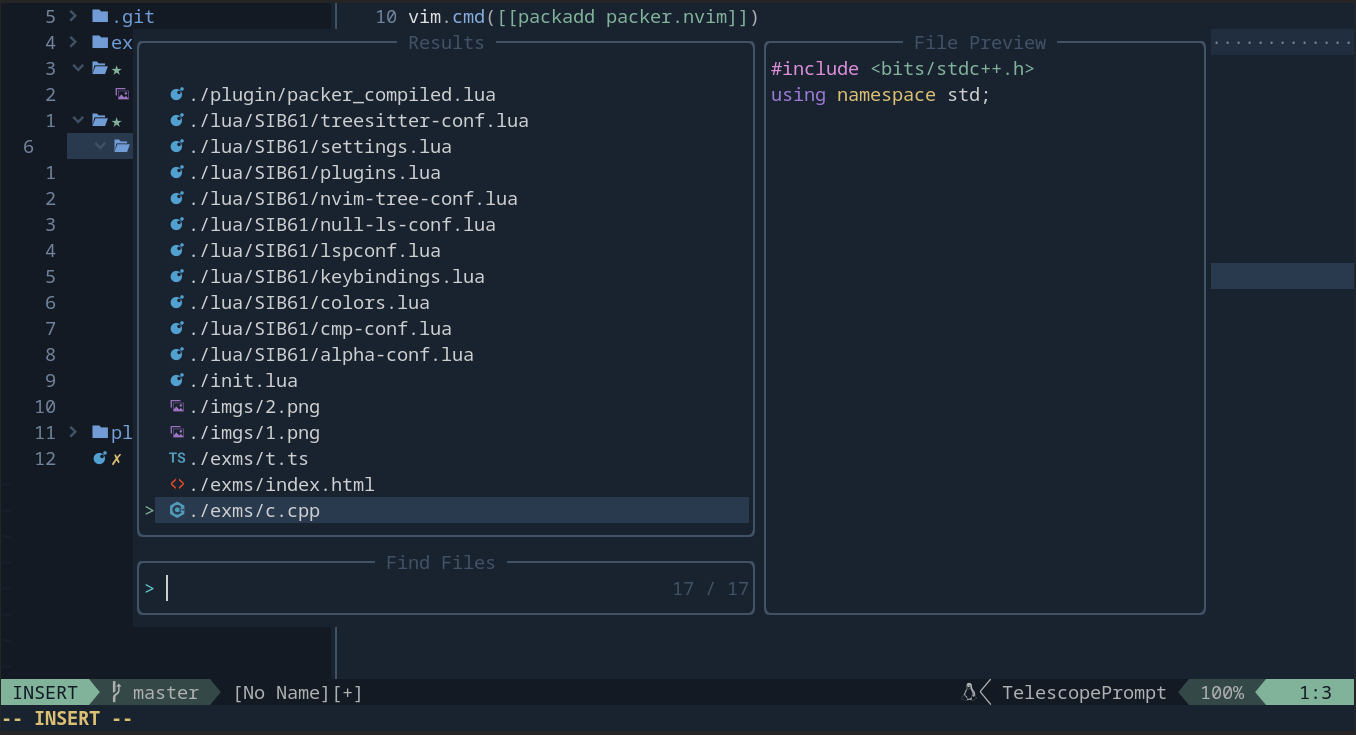 5 .git 10 vim.cmd([[packadd packer.nvim]])
4 ex
Results
File Preview
3 ★
#include <bits/stdc++.h>
2
./plugin/packer_compiled.lua
using namespace std;
1 ★
./lua/SIB61/treesitter-conf.lua
6
./lua/SIB61/settings.lua
1
./lua/SIB61/plugins.lua
2
./lua/SIB61/nvim-tree-conf.lua
3
./lua/SIB61/null-ls-conf.lua
4
./lua/SIB61/lspconf.lua
5
./lua/SIB61/keybindings.lua
6
./lua/SIB61/colors.lua
7
./lua/SIB61/cmp-conf.lua
8
./lua/SIB61/alpha-conf.lua
9
./init.lua
10
./imgs/2.png
11 pl
./imgs/1.png
12 ✗
TS ./exms/t.ts
<> ./exms/index.html
> ./exms/c.cpp
Find Files
> 17 / 17
INSERT master [No Name][+] TelescopePrompt 100% 1:3
-- INSERT --